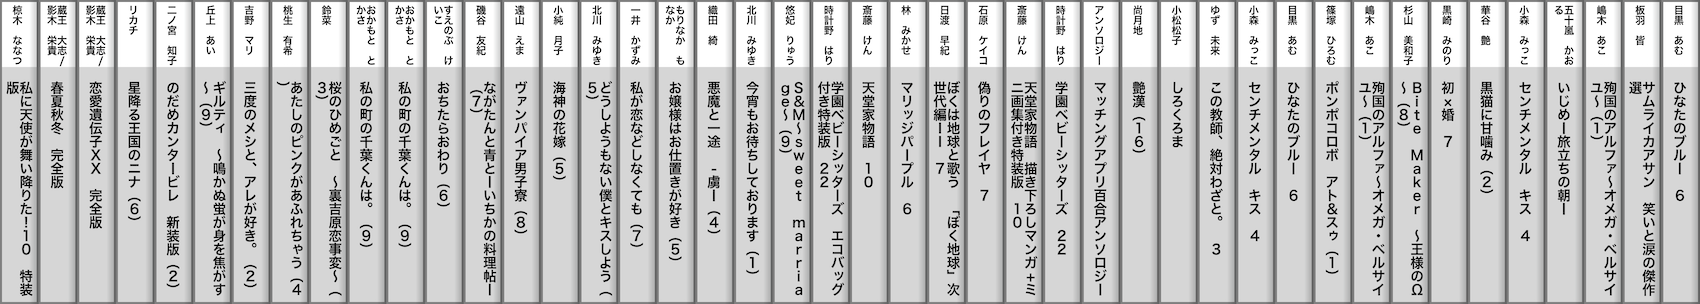 目黒 あむ
ひなたのブルー 6
板羽 皆
サムライカアサン 笑いと涙の傑作
選
嶋木 あこ
殉国のアルファ～オメガ・ベルサイ
ユ～（1）
五十嵐 かお
る
いじめー旅立ちの朝ー
小森 みっこ
センチメンタル キス 4
華谷 艶
黒猫に甘噛み（2）
黒崎 みのり
初×婚 7
杉山 美和子
Bite Maker ～王様のΩ
～（8）
嶋木 あこ
殉国のアルファ～オメガ・ベルサイ
ユ～（1）
篠塚 ひろむ
ポンポコロボ アト&スゥ（1）
目黒 あむ
ひなたのブルー 6
小森 みっこ
センチメンタル キス 4
ゆず 未来
この教師、絶対わざと。 3
小松松子
しろくろま
尚月地
艶漢（16）
アンソロジー
マッチングアプリ百合アンソロジー
時計野 はり
学園ベビーシッターズ 22
斎藤 けん
天堂家物語 描き下ろしマンガ+ミ
ニ画集付き特装版 10
石原 ケイコ
偽りのフレイヤ 7
日渡 早紀
ぼくは地球と歌う 「ぼく地球」次
世代編ーII 7
林 みかせ
マリッジパープル 6
斎藤 けん
天堂家物語 10
時計野 はり
学園ベビーシッターズ エコバッグ
付き特装版 22
悠妃 りゅう
S&M～sweet marria
ge～（9）
北川 みゆき
今宵もお待ちしております（1）
織田 綺
悪魔と一途 -虜ー（4）
もりなか も
なか
お嬢様はお仕置きが好き（5）
一井 かずみ
私が恋などしなくても（7）
北川 みゆき
どうしようもない僕とキスしよう（
5）
小純 月子
海神の花嫁（5）
遠山 えま
ヴァンパイア男子寮（8）
磯谷 友紀
ながたんと青とーいちかの料理帖ー
（7）
すえのぶ け
いこ
おちたらおわり（6）
おかもと と
かさ
私の町の千葉くんは。（9）
おかもと と
かさ
私の町の千葉くんは。（9）
鈴菜
桜のひめごと ～裏吉原恋事変～（
3）
桃生 有希
あたしのピンクがあふれちゃう（4
）
吉野 マリ
三度のメシと、アレが好き。（2）
丘上 あい
ギルティ ～鳴かぬ蛍が身を焦がす
～（9）
二ノ宮 知子
のだめカンタービレ 新装版（2）
リカチ
星降る王国のニナ（6）
蔵王 大志/
影木 栄貴
恋愛遺伝子XX 完全版
蔵王 大志/
影木 栄貴
春夏秋冬 完全版
椋木 ななつ
私に天使が舞い降りた！10 特装
版